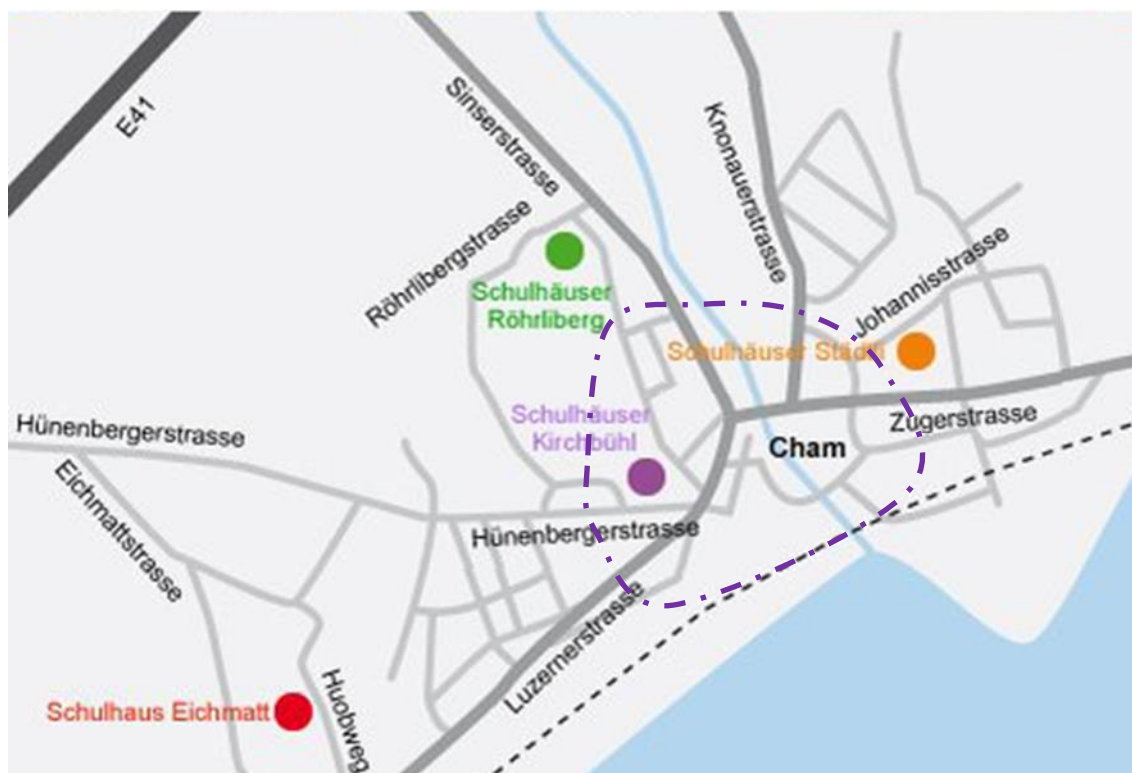 E41
Sinserstrasse
Knonauerstrasse
Röhrlibergstrasse
Johannisstrasse
Schulhäuser
Röhrliberg
Schulhäuser Städtli
Schulhäuser
Kirchbühl
Zugerstrasse
Hünenbergerstrasse
Cham
Eichmattstrasse
Hünenbergerstrasse
Luzernerstrasse
Huobweg
Schulhaus Eichmatt